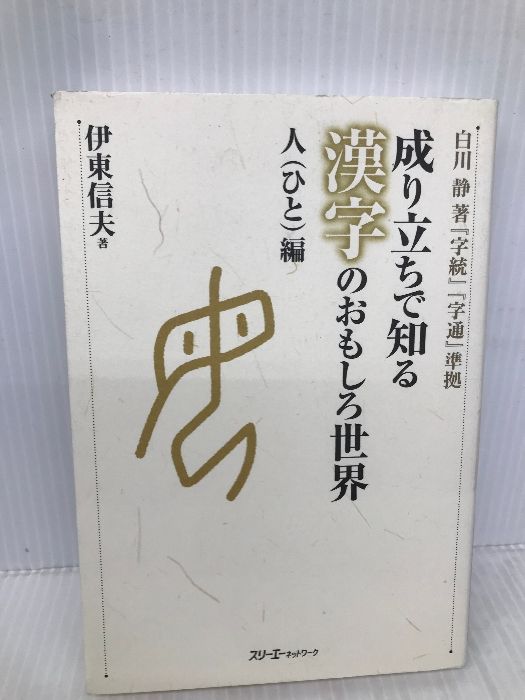 白川 静 著『字統』『字通』準拠
成り立ちで知る
漢字のおもしろ世界
人（ひと）編
伊東信夫 著
スリーエーネットワーク